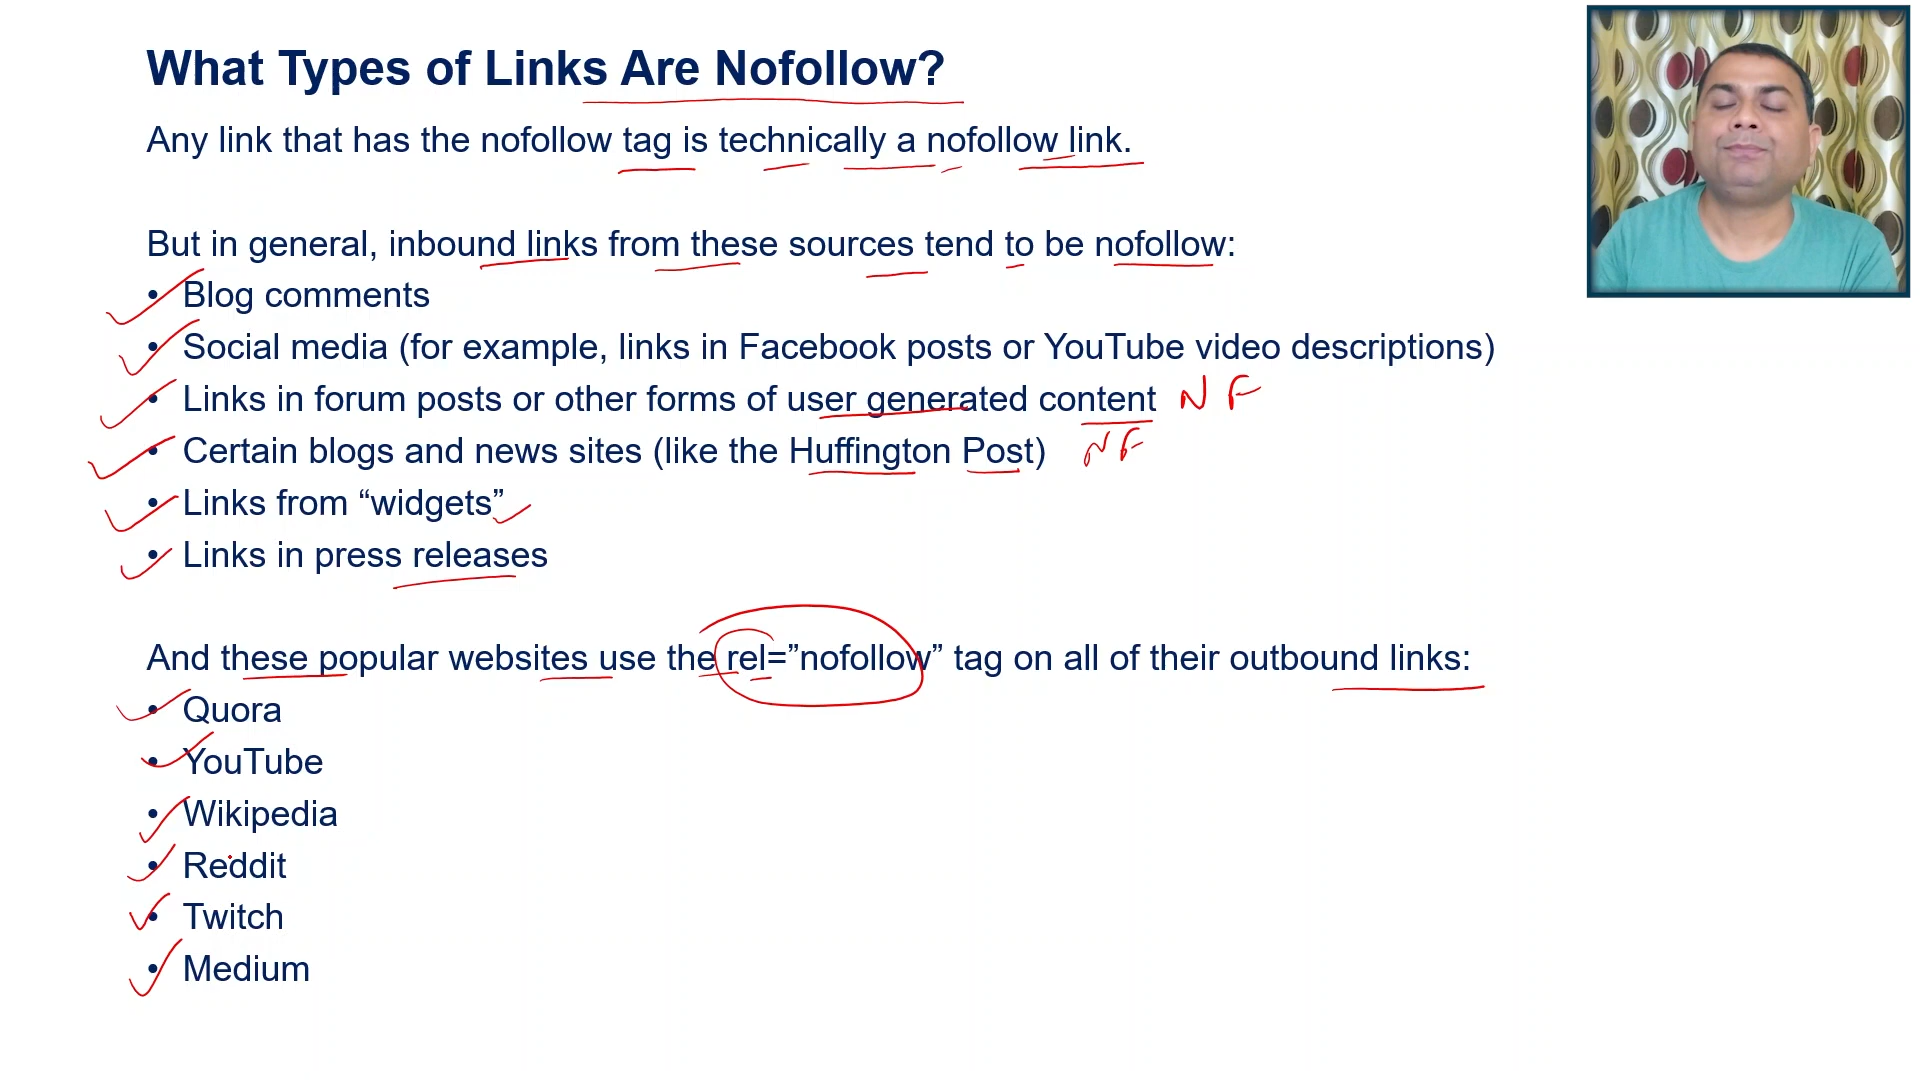 What Types of Links Are Nofollow?
Any link that has the nofollow tag is technically a nofollow link.
But in general, inbound links from these sources tend to be nofollow:
• Blog comments
• Social media (for example, links in Facebook posts or YouTube video descriptions)
• Links in forum posts or other forms of user generated content NF
• Certain blogs and news sites (like the Huffington Post) NF
• Links from “widgets”
• Links in press releases
And these popular websites use the rel=”nofollow” tag on all of their outbound links:
• Quora
• YouTube
• Wikipedia
• Reddit
• Twitch
• Medium